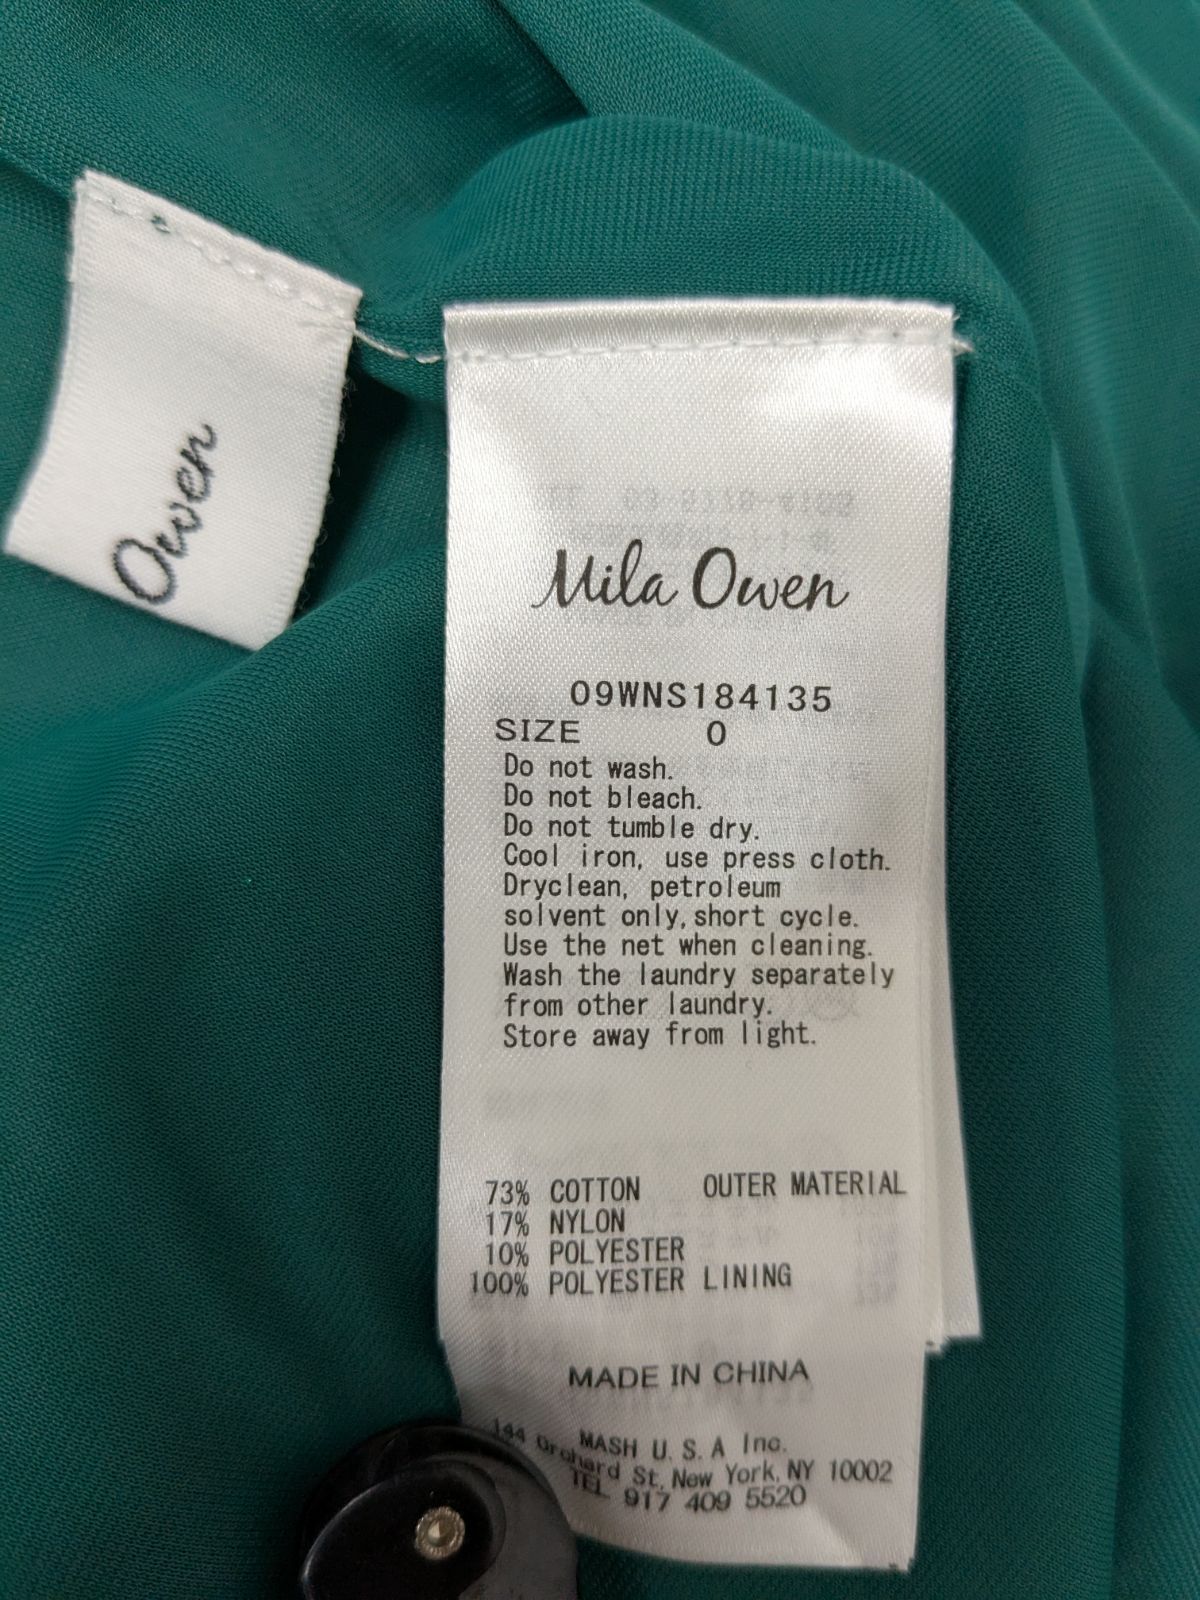 Owen
Mila Owen
09WNS184135
SIZE 0
Do not wash.
Do not bleach.
Do not tumble dry.
Cool iron, use press cloth.
Dryclean, petroleum
solvent only, short cycle.
Use the net when cleaning.
Wash the laundry separately
from other laundry.
Store away from light.
73% COTTON OUTER MATERIAL
17% NYLON
10% POLYESTER
100% POLYESTER LINING
MADE IN CHINA
MASH U.S.A Inc.
144 Orchard St, New York, NY 10002
TEL 917 409 5520